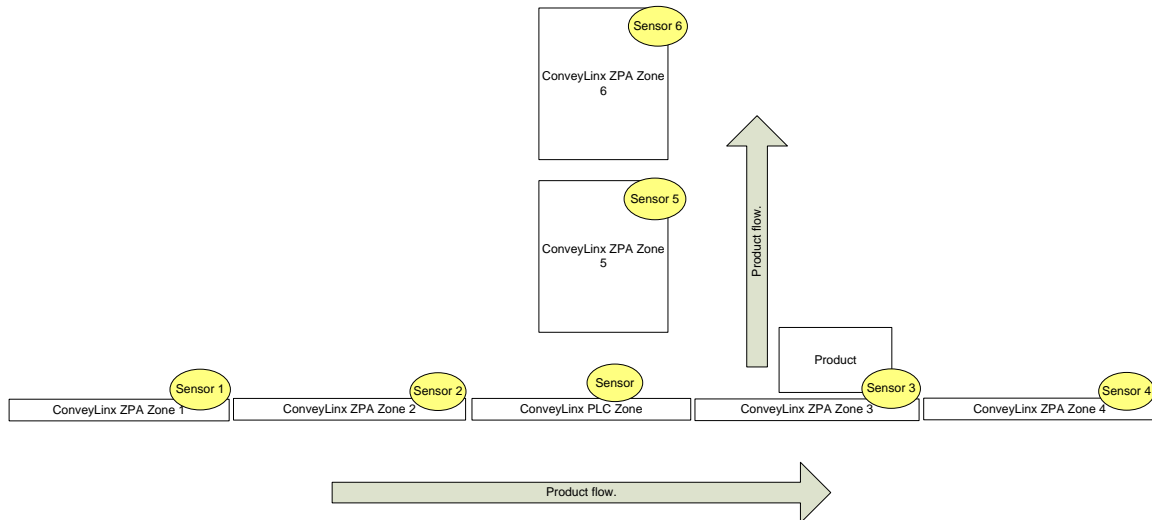 Sensor 6
ConveyLinx ZPA Zone
6
Sensor 5
ConveyLinx ZPA Zone
5
Product flow.
Product
Sensor 1
Sensor 2
Sensor
Sensor 3
Sensor 4
ConveyLinx ZPA Zone 1
ConveyLinx ZPA Zone 2
ConveyLinx PLC Zone
ConveyLinx ZPA Zone 3
ConveyLinx ZPA Zone 4
Product flow.